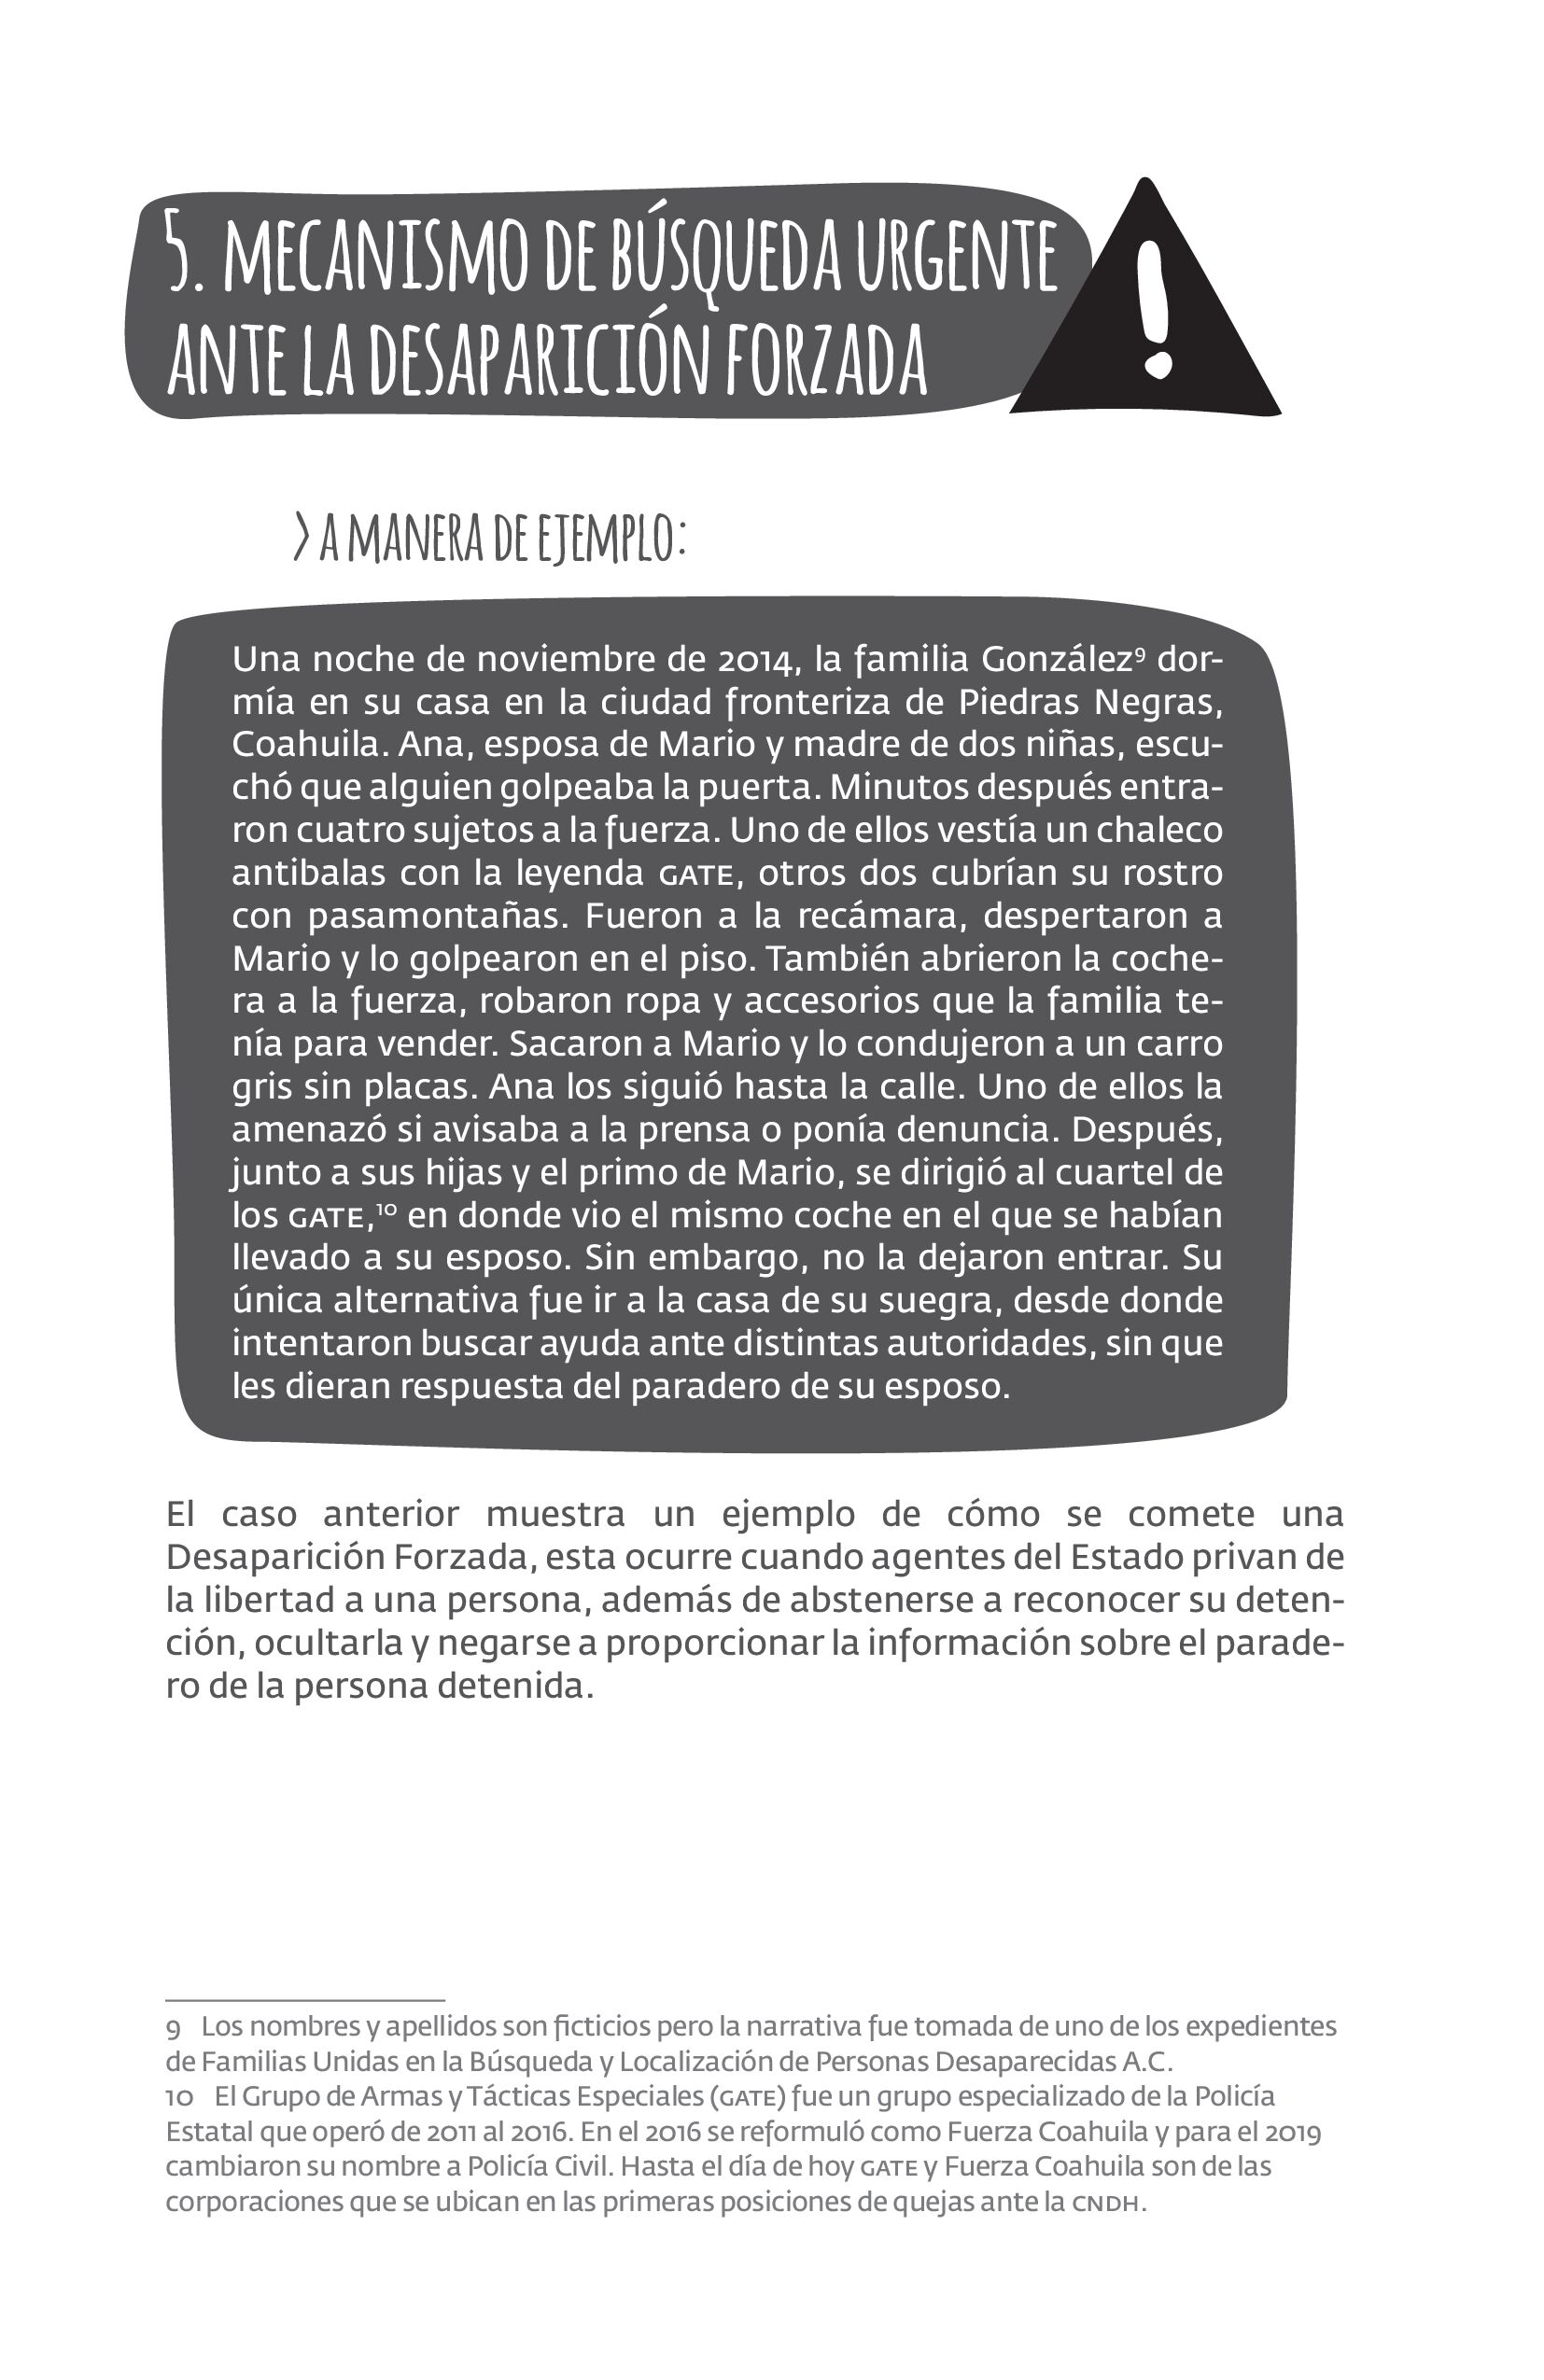 5. MECANISMO DE BÚSQUEDA URGENTE
ANTE LA DESAPARICIÓN FORZADA
!
> A MANERA DE EJEMPLO:
Una noche de noviembre de 2014, la familia González⁹ dor-
mía en su casa en la ciudad fronteriza de Piedras Negras,
Coahuila. Ana, esposa de Mario y madre de dos niñas, escu-
chó que alguien golpeaba la puerta. Minutos después entra-
ron cuatro sujetos a la fuerza. Uno de ellos vestía un chaleco
antibalas con la leyenda GATE, otros dos cubrían su rostro
con pasamontañas. Fueron a la recámara, despertaron a
Mario y lo golpearon en el piso. También abrieron la coche-
ra a la fuerza, robaron ropa y accesorios que la familia te-
nía para vender. Sacaron a Mario y lo condujeron a un carro
gris sin placas. Ana los siguió hasta la calle. Uno de ellos la
amenazó si avisaba a la prensa o ponía denuncia. Después,
junto a sus hijas y el primo de Mario, se dirigió al cuartel de
los GATE,¹⁰ en donde vio el mismo coche en el que se habían
llevado a su esposo. Sin embargo, no la dejaron entrar. Su
única alternativa fue ir a la casa de su suegra, desde donde
intentaron buscar ayuda ante distintas autoridades, sin que
les dieran respuesta del paradero de su esposo.
El caso anterior muestra un ejemplo de cómo se comete una
Desaparición Forzada, esta ocurre cuando agentes del Estado privan de
la libertad a una persona, además de abstenerse a reconocer su deten-
ción, ocultarla y negarse a proporcionar la información sobre el parade-
ro de la persona detenida.
9 Los nombres y apellidos son ficticios pero la narrativa fue tomada de uno de los expedientes
de Familias Unidas en la Búsqueda y Localización de Personas Desaparecidas A.C.
10 El Grupo de Armas y Tácticas Especiales (GATE) fue un grupo especializado de la Policía
Estatal que operó de 2011 al 2016. En el 2016 se reformuló como Fuerza Coahuila y para el 2019
cambiaron su nombre a Policía Civil. Hasta el día de hoy GATE y Fuerza Coahuila son de las
corporaciones que se ubican en las primeras posiciones de quejas ante la CNDH.